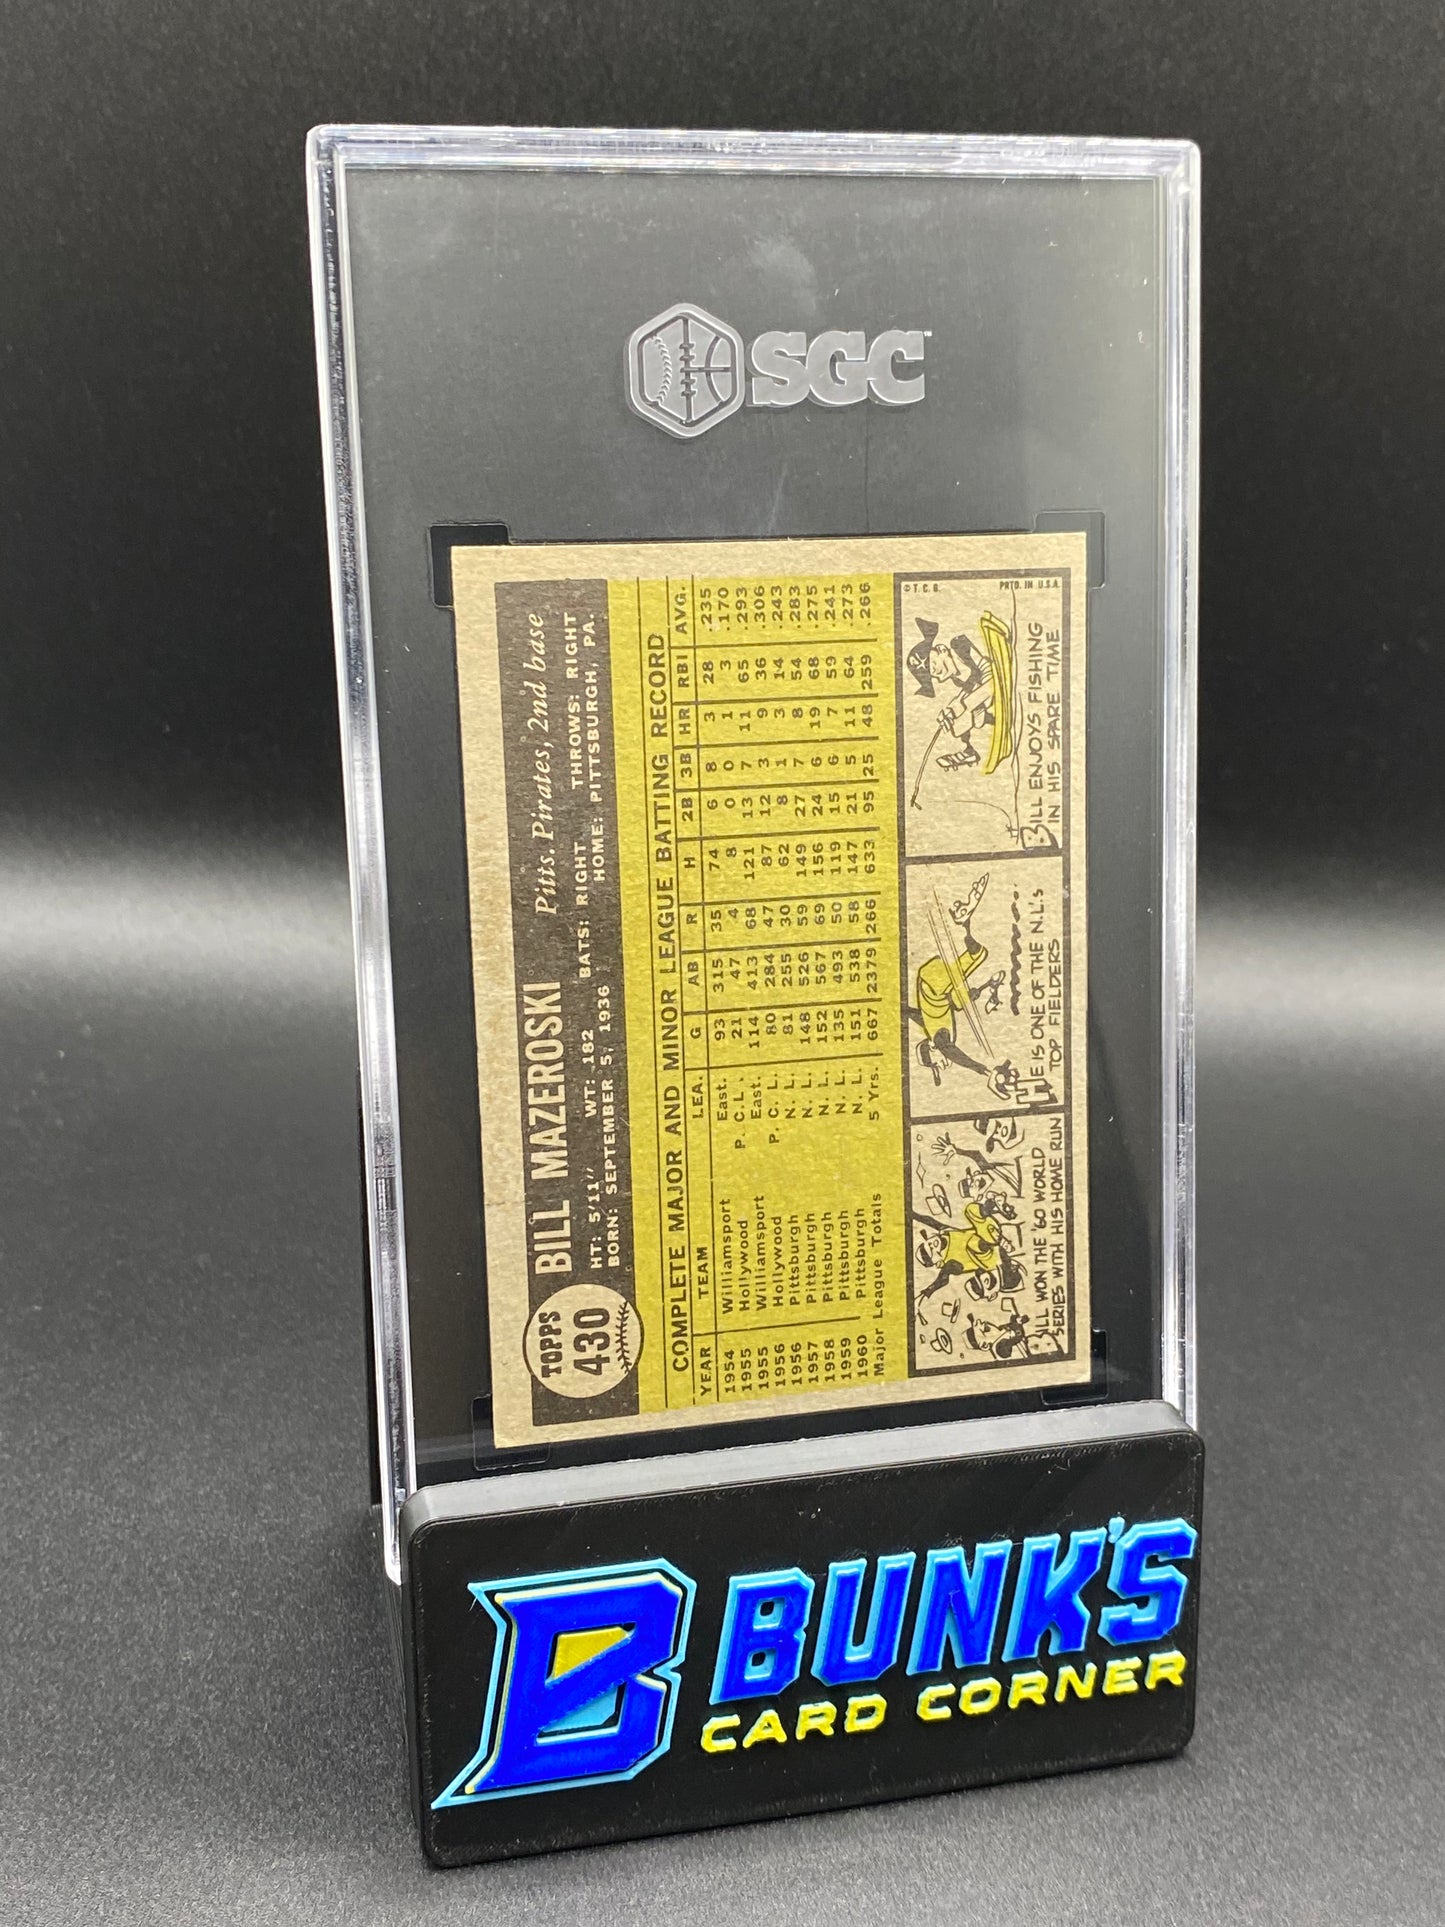 SGC™
TOPPS
430
BILL MAZEROSKI Pitts. Pirates, 2nd base
HT: 5'11" WT: 182 BATS: RIGHT THROWS: RIGHT
BORN: SEPTEMBER 5, 1936 HOME: PITTSBURGH, PA.
COMPLETE MAJOR AND MINOR LEAGUE BATTING RECORD
YEAR TEAM LEA. G AB R H 2B 3B HR RBI AVG.
1954 Williamsport East. 93 315 35 74 6 8 3 28 .235
1955 Hollywood P. C. L. 21 47 4 8 0 0 1 3 .170
1955 Williamsport East. 114 413 68 121 13 7 11 65 .293
1956 Hollywood P. C. L. 80 284 47 87 12 3 9 36 .306
1956 Pittsburgh N. L. 81 255 30 62 8 1 3 14 .243
1957 Pittsburgh N. L. 148 526 59 149 27 7 8 54 .283
1958 Pittsburgh N. L. 152 567 69 156 24 6 19 68 .275
1959 Pittsburgh N. L. 135 493 50 119 15 6 7 59 .241
1960 Pittsburgh N. L. 151 538 58 147 21 5 11 64 .273
Major League Totals 5 Yrs. 667 2379 266 633 95 25 48 259 .266
BILL WON THE '60 WORLD
SERIES WITH HIS HOME RUN
HE IS ONE OF THE N.L.'s
TOP FIELDERS
© T. C. G. PRTD. IN U.S.A.
BILL ENJOYS FISHING
IN HIS SPARE TIME
B BUNK'S
CARD CORNER